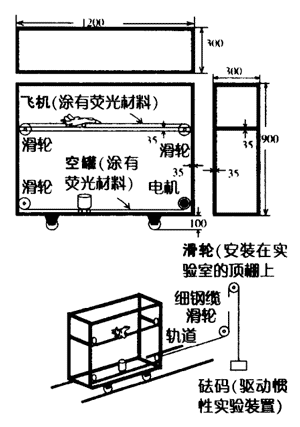 1200
300
300
飞机(涂有荧光材料)
滑轮
35
滑轮
35
900
空罐(涂有
荧光材料)
滑轮
电机
35
100
滑轮(安装在实
验室的顶棚上
细钢缆
滑轮
轨道
砝码(驱动惯
性实验装置)